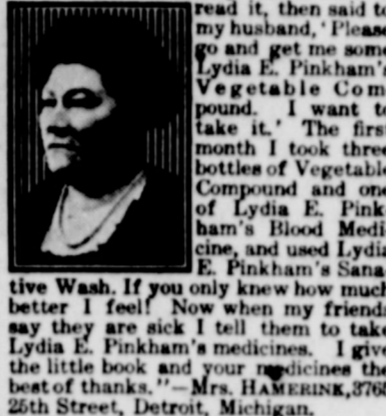 read it, then said to
my husband, 'Please
go and get me some
Lydia E. Pinkham's
Vegetable Com
pound. I want to
take it.' The first
month I took three
bottles of Vegetable
Compound and one
of Lydia E. Pink
ham's Blood Medi
cine, and used Lydia
E. Pinkham's Sana
tive Wash. If you only knew how much
better I feel! Now when my friends
say they are sick I tell them to take
Lydia E. Pinkham's medicines. I give
the little book and your medicines the
best of thanks."—Mrs. HAMERINK, 3763
25th Street, Detroit, Michigan.